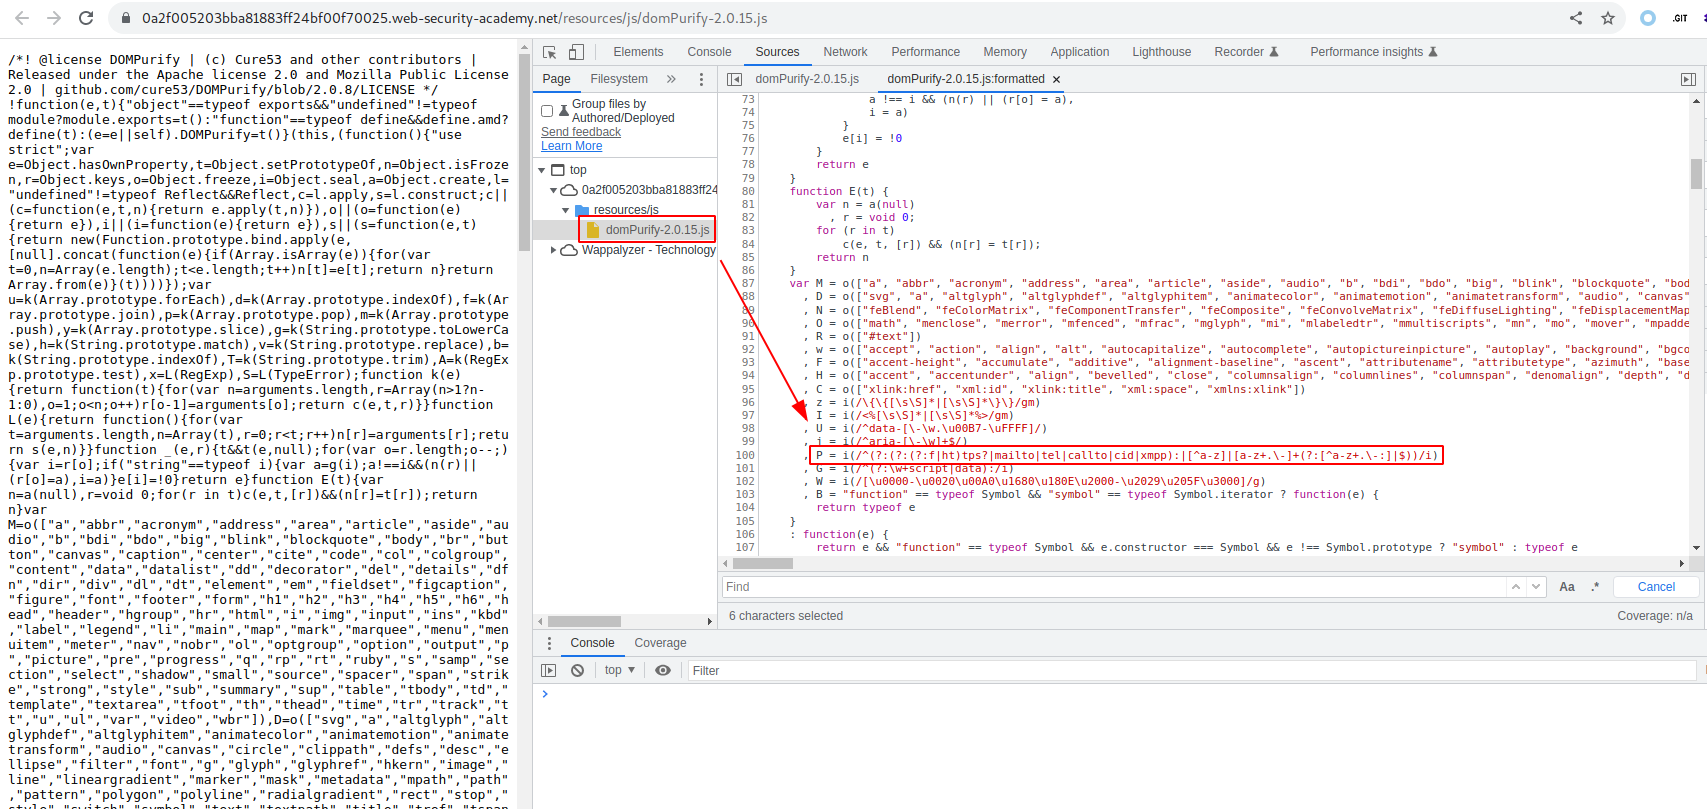 0a2f005203bba81883ff24bf00f70025.web-security-academy.net/resources/js/domPurify-2.0.15.js
.GIT
/*! @license DOMPurify | (c) Cure53 and other contributors |
Released under the Apache license 2.0 and Mozilla Public License
2.0 | github.com/cure53/DOMPurify/blob/2.0.8/LICENSE */
!function(e,t){"object"==typeof exports&&"undefined"!=typeof
module?module.exports=t():"function"==typeof define&&define.amd?
define(t):(e=e||self).DOMPurify=t()}(this,(function(){"use
strict";var
e=Object.hasOwnProperty,t=Object.setPrototypeOf,n=Object.isFroze
n,r=Object.keys,o=Object.freeze,i=Object.seal,a=Object.create,l=
"undefined"!=typeof Reflect&&Reflect,c=l.apply,s=l.construct;c||
(c=function(e,t,n){return e.apply(t,n)}),o||(o=function(e)
{return e}),i||(i=function(e){return e}),s||(s=function(e,t)
{return new(Function.prototype.bind.apply(e,
[null].concat(function(e){if(Array.isArray(e)){for(var
t=0,n=Array(e.length);t<e.length;t++)n[t]=e[t];return n}return
Array.from(e)}(t))))});var
u=k(Array.prototype.forEach),d=k(Array.prototype.indexOf),f=k(Ar
ray.prototype.join),p=k(Array.prototype.pop),m=k(Array.prototype
.push),y=k(Array.prototype.slice),g=k(String.prototype.toLowerCa
se),h=k(String.prototype.match),v=k(String.prototype.replace),b=
k(String.prototype.indexOf),T=k(String.prototype.trim),A=k(RegEx
p.prototype.test),x=L(RegExp),S=L(TypeError);function k(e)
{return function(t){for(var n=arguments.length,r=Array(n>1?n-
1:0),o=1;o<n;o++)r[o-1]=arguments[o];return c(e,t,r)}}function
L(e){return function(){for(var
t=arguments.length,n=Array(t),r=0;r<t;r++)n[r]=arguments[r];retu
rn s(e,n)}}function _(e,r){t&&t(e,null);for(var o=r.length;o--;)
{var i=r[o];if("string"==typeof i){var a=g(i);a!==i&&(n(r)||
(r[o]=a),i=a)}e[i]=!0}return e}function E(t){var
n=a(null),r=void 0;for(r in t)c(e,t,[r])&&(n[r]=t[r]);return
n}var
M=o(["a","abbr","acronym","address","area","article","aside","au
dio","b","bdi","bdo","big","blink","blockquote","body","br","but
ton","canvas","caption","center","cite","code","col","colgroup",
"content","data","datalist","dd","decorator","del","details","df
n","dir","div","dl","dt","element","em","fieldset","figcaption",
"figure","font","footer","form","h1","h2","h3","h4","h5","h6","h
ead","header","hgroup","hr","html","i","img","input","ins","kbd"
,"label","legend","li","main","map","mark","marquee","menu","men
uitem","meter","nav","nobr","ol","optgroup","option","output","p
","picture","pre","progress","q","rp","rt","ruby","s","samp","se
ction","select","shadow","small","source","spacer","span","strik
e","strong","style","sub","summary","sup","table","tbody","td","
template","textarea","tfoot","th","thead","time","tr","track","t
t","u","ul","var","video","wbr"]),D=o(["svg","a","altglyph","alt
glyphdef","altglyphitem","animatecolor","animatemotion","animate
transform","audio","canvas","circle","clippath","defs","desc","e
llipse","filter","font","g","glyph","glyphref","hkern","image","
line","lineargradient","marker","mask","metadata","mpath","path"
,"pattern","polygon","polyline","radialgradient","rect","stop","
Elements Console Sources Network Performance Memory Application Lighthouse Recorder Performance insights
Page Filesystem »
domPurify-2.0.15.js domPurify-2.0.15.js:formatted ×
Group files by
Authored/Deployed
Send feedback
Learn More
top
0a2f005203bba81883ff24
resources/js
domPurify-2.0.15.js
Wappalyzer - Technology
73 a !== i && (n(r) || (r[o] = a),
74 i = a)
75 }
76 e[i] = !0
77 }
78 return e
79 }
80 function E(t) {
81 var n = a(null)
82 , r = void 0;
83 for (r in t)
84 c(e, t, [r]) && (n[r] = t[r]);
85 return n
86 }
87 var M = o(["a", "abbr", "acronym", "address", "area", "article", "aside", "audio", "b", "bdi", "bdo", "big", "blink", "blockquote", "bod
88 , D = o(["svg", "a", "altglyph", "altglyphdef", "altglyphitem", "animatecolor", "animatemotion", "animatetransform", "audio", "canvas"
89 , N = o(["feBlend", "feColorMatrix", "feComponentTransfer", "feComposite", "feConvolveMatrix", "feDiffuseLighting", "feDisplacementMap
90 , O = o(["math", "menclose", "merror", "mfenced", "mfrac", "mglyph", "mi", "mlabeledtr", "mmultiscripts", "mn", "mo", "mover", "mpadde
91 , R = o(["#text"])
92 , w = o(["accept", "action", "align", "alt", "autocapitalize", "autocomplete", "autopictureinpicture", "autoplay", "background", "bgco
93 , F = o(["accent-height", "accumulate", "additive", "alignment-baseline", "ascent", "attributename", "attributetype", "azimuth", "base
94 , H = o(["accent", "accentunder", "align", "bevelled", "close", "columnsalign", "columnlines", "columnspan", "denomalign", "depth", "d
95 , C = o(["xlink:href", "xml:id", "xlink:title", "xml:space", "xmlns:xlink"])
96 , z = i(/\{\{[\s\S]*|[\s\S]*\}\}/gm)
97 , I = i(/<%[\s\S]*|[\s\S]*%>/gm)
98 , U = i(/^data-[\-\w.\u00B7-\uFFFF]/)
99 , j = i(/^aria-[\-\w]+$/)
100 , P = i(/^(?:(?:(?:f|ht)tps?|mailto|tel|callto|cid|xmpp):|[^a-z]|[a-z+.\-]+(?:[^a-z+.\-:]|$))/i)
101 , G = i(/^(?:\w+script|data):/i)
102 , W = i(/[\u0000-\u0020\u00A0\u1680\u180E\u2000-\u2029\u205F\u3000]/g)
103 , B = "function" == typeof Symbol && "symbol" == typeof Symbol.iterator ? function(e) {
104 return typeof e
105 }
106 : function(e) {
107 return e && "function" == typeof Symbol && e.constructor === Symbol && e !== Symbol.prototype ? "symbol" : typeof e
Find Aa .* Cancel
6 characters selected Coverage: n/a
Console Coverage
top ▼ Filter